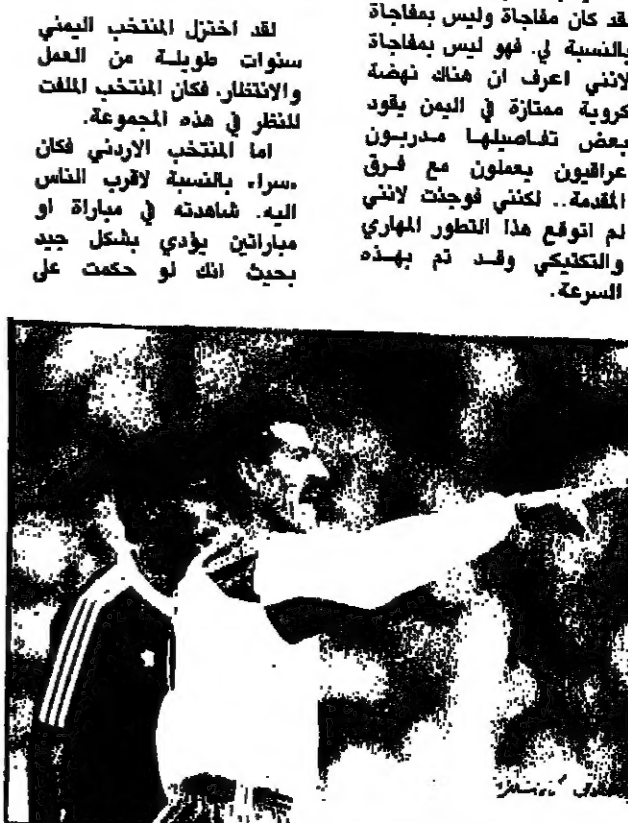 لقد كان مفاجاة وليس بمفاجاة
بالنسبة لي. فهو ليس بمفاجاة
لانني اعرف ان هناك نهضة
كروية ممتازة في اليمن يقود
بعض تفاصيلها مدربون
عراقيون يعملون مع فرق
المقدمة.. لكنني فوجئت لانني
لم اتوقع هذا التطور المهاري
والتكتيكي وقد تم بهذه
السرعة.
لقد اختزل المنتخب اليمني
سنوات طويلة من العمل
والانتظار. فكان المنتخب الملفت
للنظر في هذه المجموعة.
اما المنتخب الاردني فكان
«سرا» بالنسبة لاقرب الناس
اليه. شاهدته في مباراة او
مباراتين يؤدي بشكل جيد
بحيث انك لو حكمت على